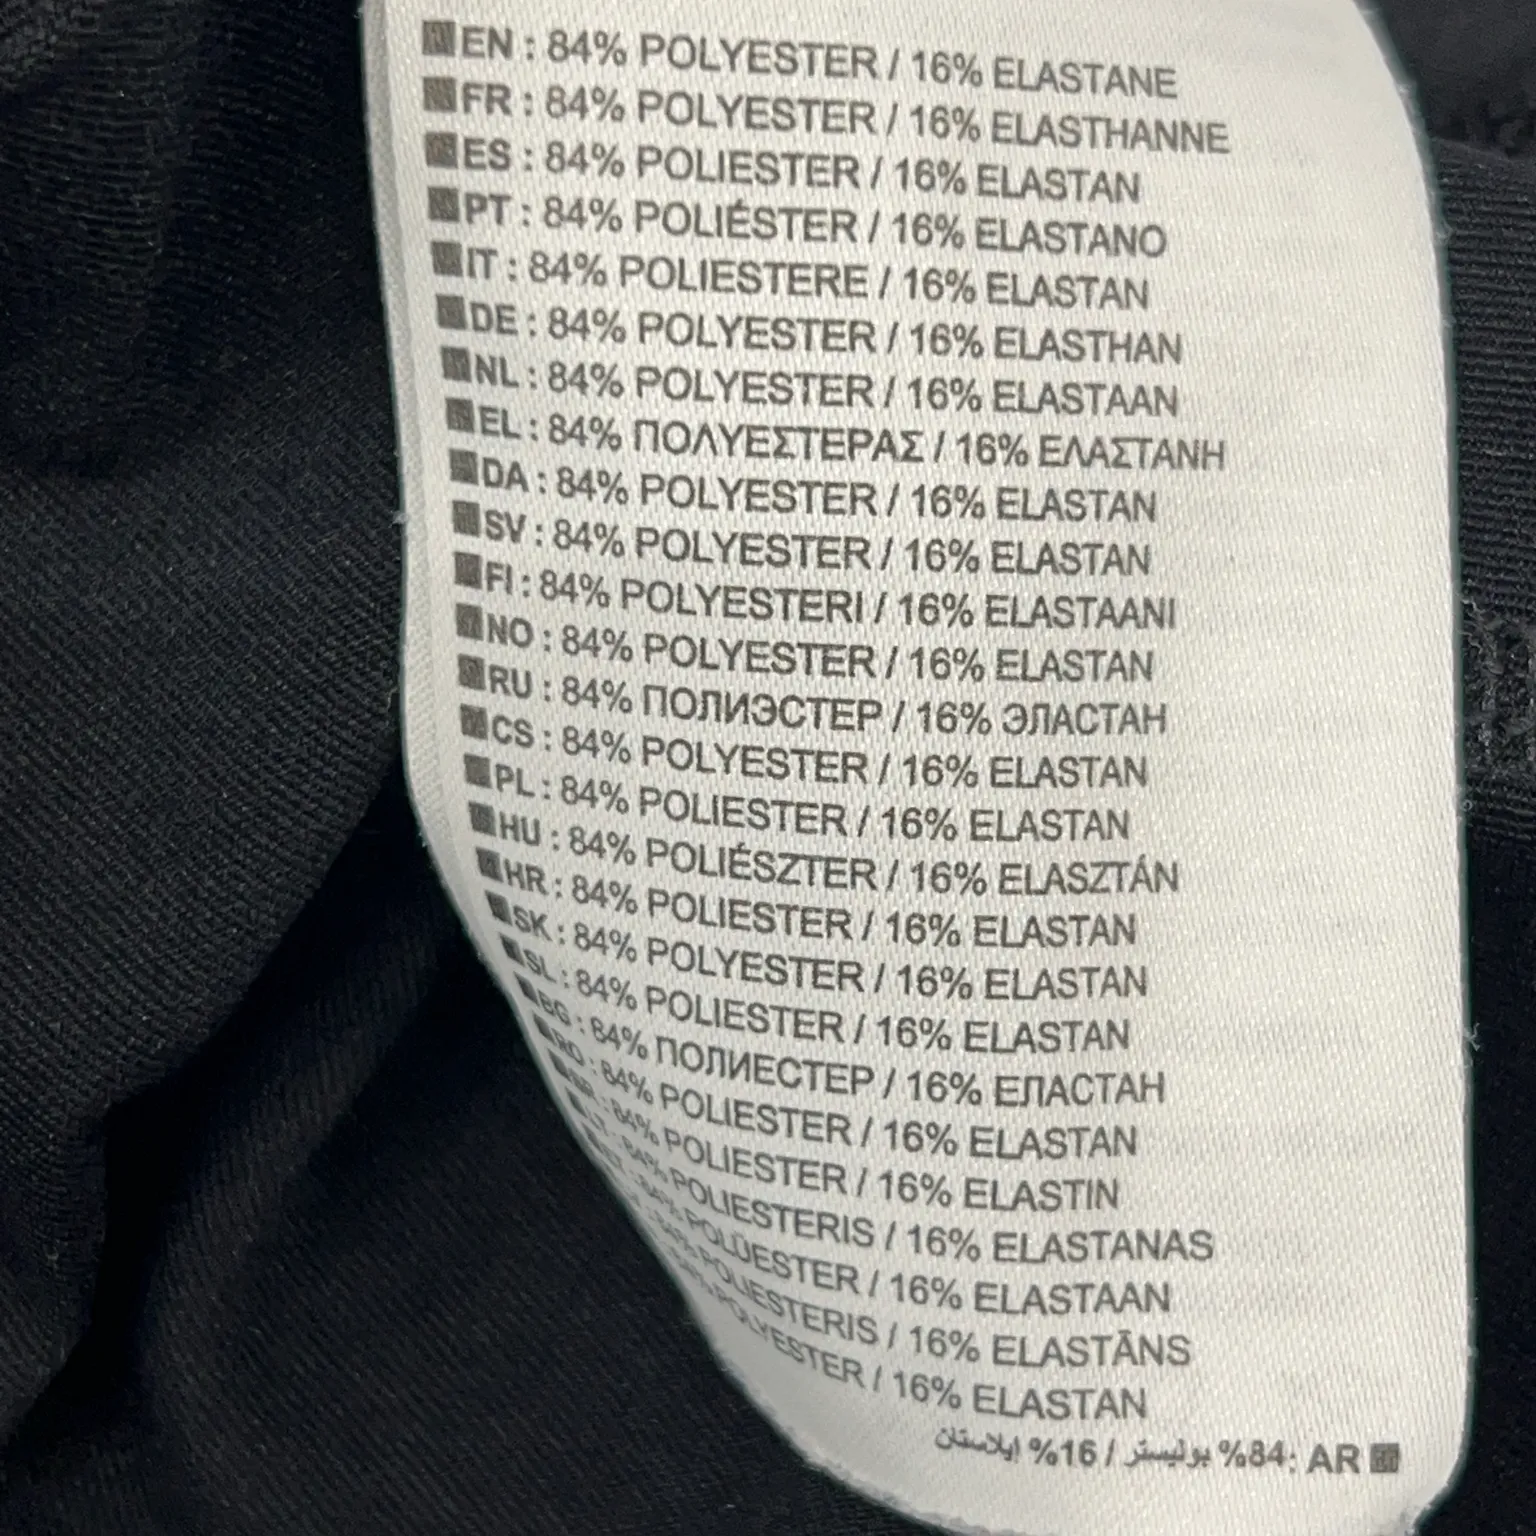 EN : 84% POLYESTER / 16% ELASTANE
FR : 84% POLYESTER / 16% ELASTHANNE
ES : 84% POLIESTER / 16% ELASTAN
PT : 84% POLIÉSTER / 16% ELASTANO
IT : 84% POLIESTERE / 16% ELASTAN
DE : 84% POLYESTER / 16% ELASTHAN
NL : 84% POLYESTER / 16% ELASTAAN
EL : 84% ΠΟΛΥΕΣΤΕΡΑΣ / 16% ΕΛΑΣΤΑΝΗ
DA : 84% POLYESTER / 16% ELASTAN
SV : 84% POLYESTER / 16% ELASTAN
FI : 84% POLYESTERI / 16% ELASTAANI
NO : 84% POLYESTER / 16% ELASTAN
RU : 84% ПОЛИЭСТЕР / 16% ЭЛАСТАН
CS : 84% POLYESTER / 16% ELASTAN
PL : 84% POLIESTER / 16% ELASTAN
HU : 84% POLIÉSZTER / 16% ELASZTÁN
HR : 84% POLIESTER / 16% ELASTAN
SK : 84% POLYESTER / 16% ELASTAN
SL : 84% POLIESTER / 16% ELASTAN
BG : 84% ПОЛИЕСТЕР / 16% ЕЛАСТАН
RO : 84% POLIESTER / 16% ELASTAN
: 84% POLIESTER / 16% ELASTIN
LT : 84% POLIESTERIS / 16% ELASTANAS
84% POLÜESTER / 16% ELASTAAN
84% POLIESTERIS / 16% ELASTĀNS
POLYESTER / 16% ELASTAN
AR :84% بوليستر / 16% ايلاستان